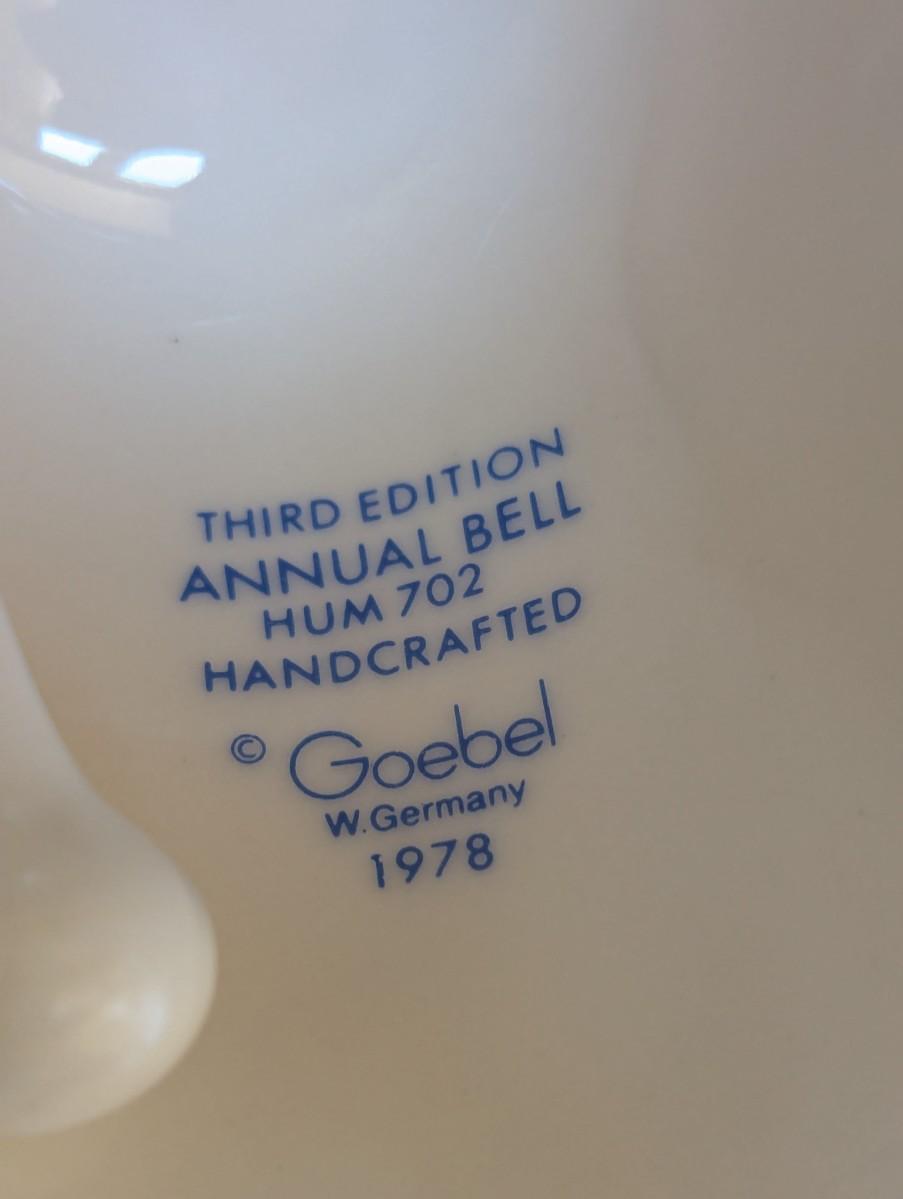 THIRD EDITION
ANNUAL BELL
HUM 702
HANDCRAFTED
© Goebel
W.Germany
1978